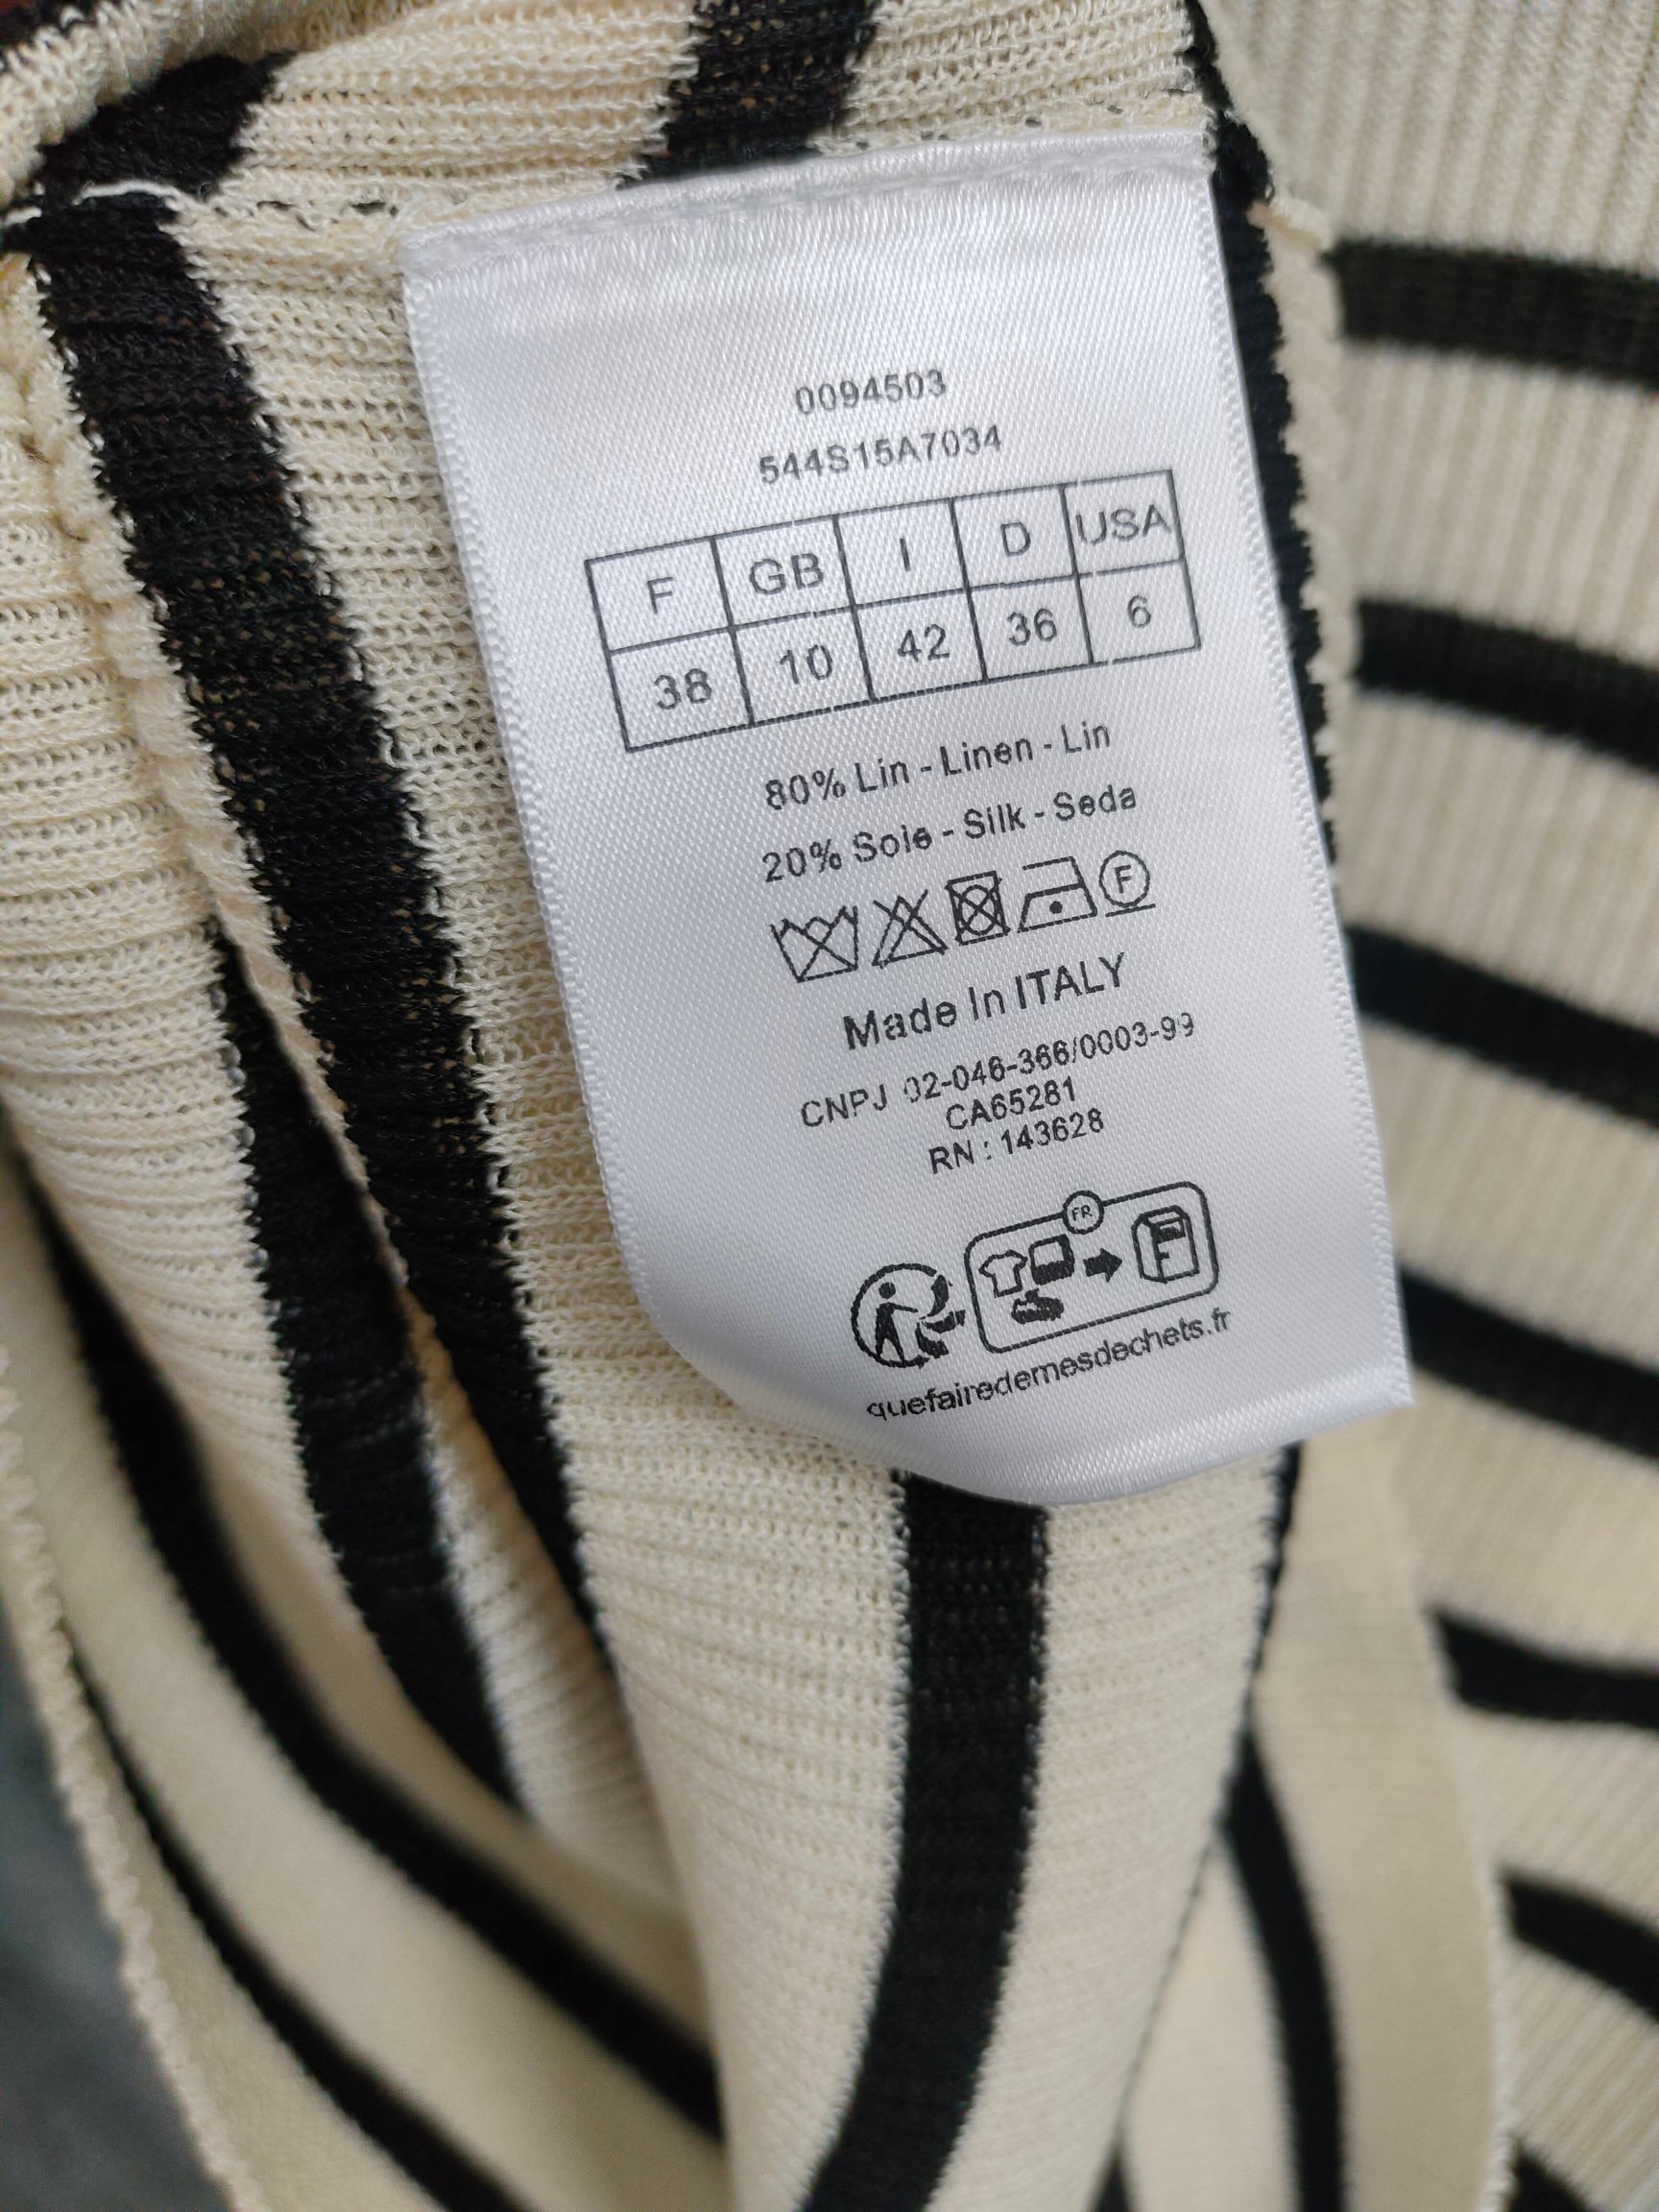 0094503
544S15A7034
F GB I D USA
38 10 42 36 6
80% Lin - Linen - Lin
20% Soie - Silk - Seda
F
Made In ITALY
CNPJ 02-046-366/0003-99
CA65281
RN : 143628
FR
quefairedemesdechets.fr